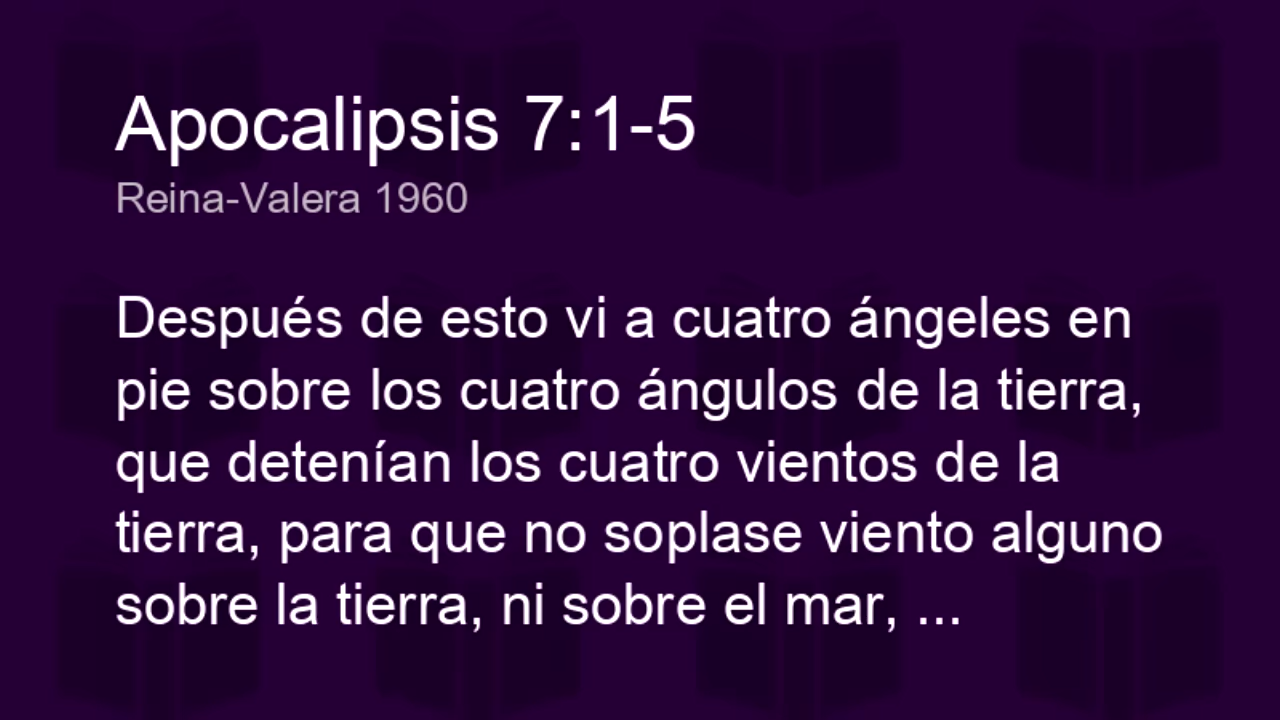 Apocalipsis 7:1-5
Reina-Valera 1960
Después de esto vi a cuatro ángeles en
pie sobre los cuatro ángulos de la tierra,
que detenían los cuatro vientos de la
tierra, para que no soplase viento alguno
sobre la tierra, ni sobre el mar, ...